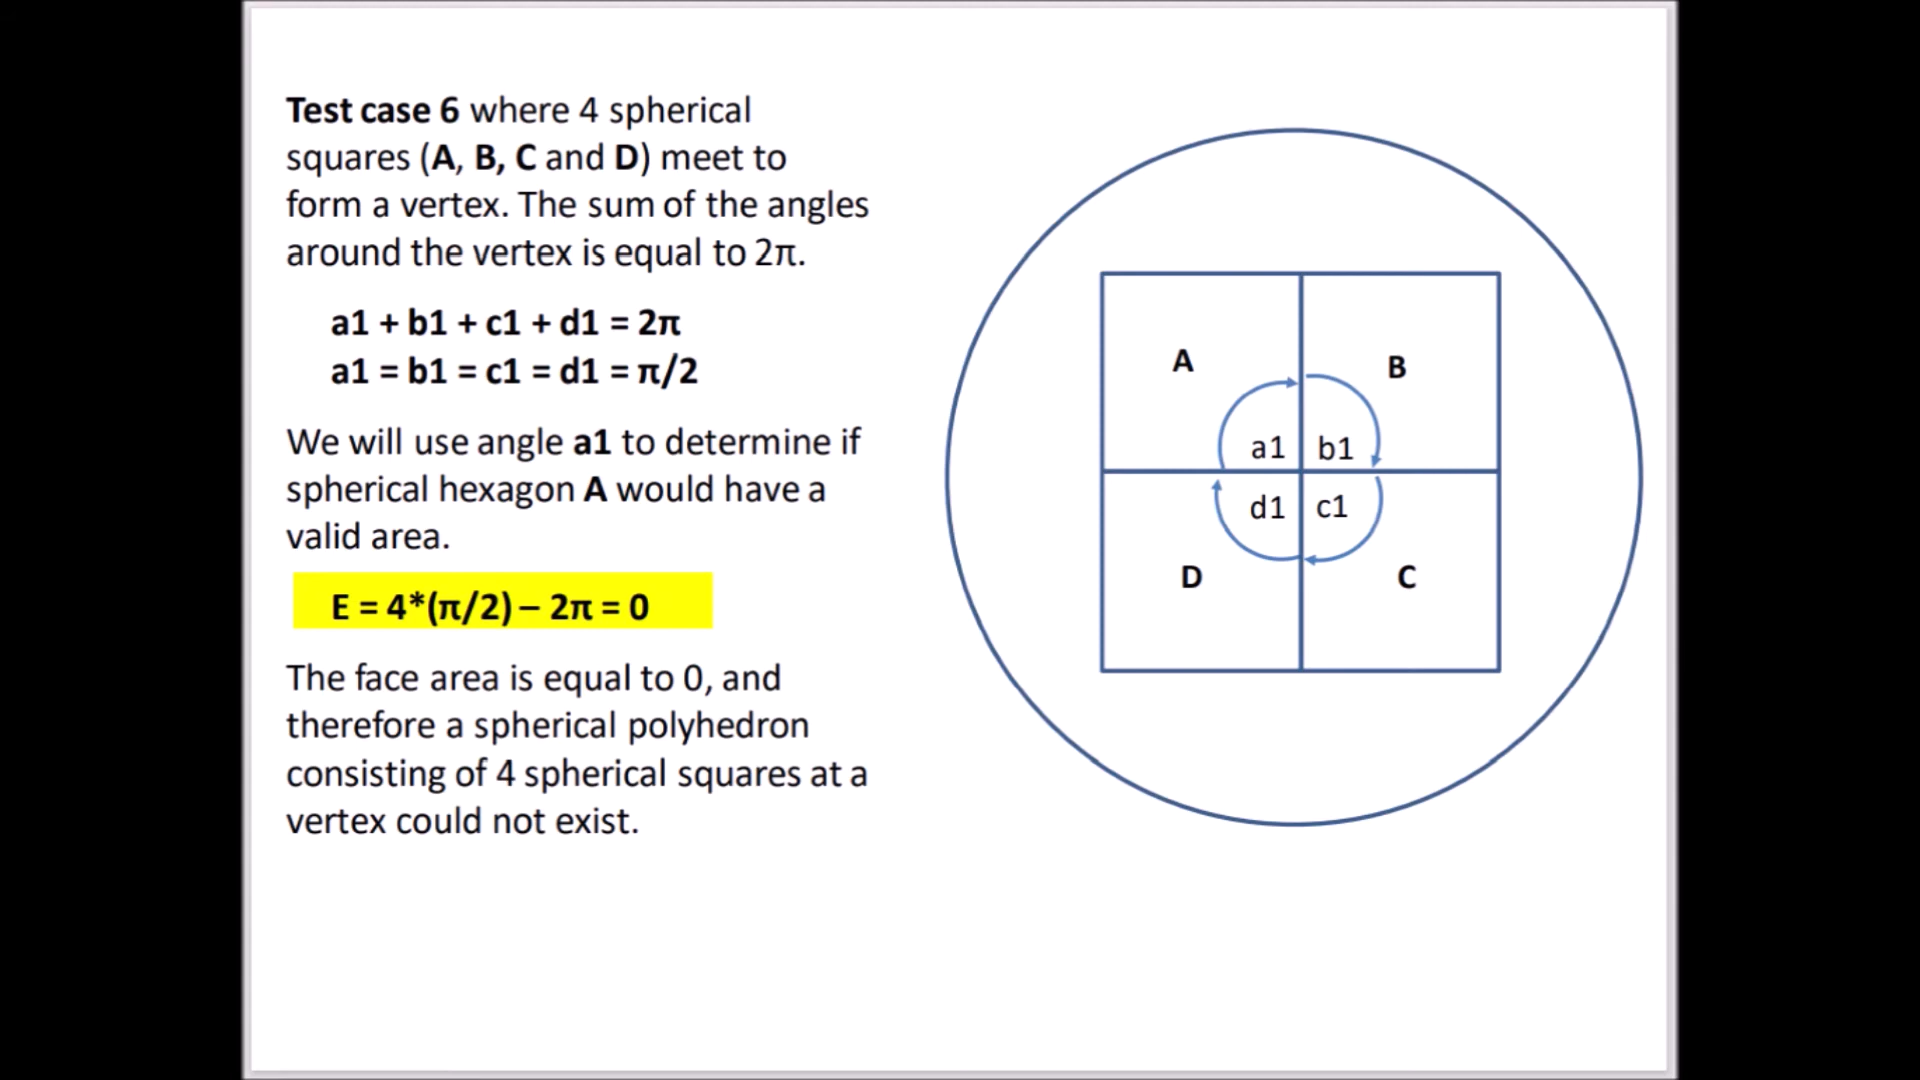 Test case 6 where 4 spherical
squares (A, B, C and D) meet to
form a vertex. The sum of the angles
around the vertex is equal to 2π.
a1 + b1 + c1 + d1 = 2π
a1 = b1 = c1 = d1 = π/2
We will use angle a1 to determine if
spherical hexagon A would have a
valid area.
E = 4*(π/2) – 2π = 0
The face area is equal to 0, and
therefore a spherical polyhedron
consisting of 4 spherical squares at a
vertex could not exist.
A
B
a1
b1
d1
c1
D
C